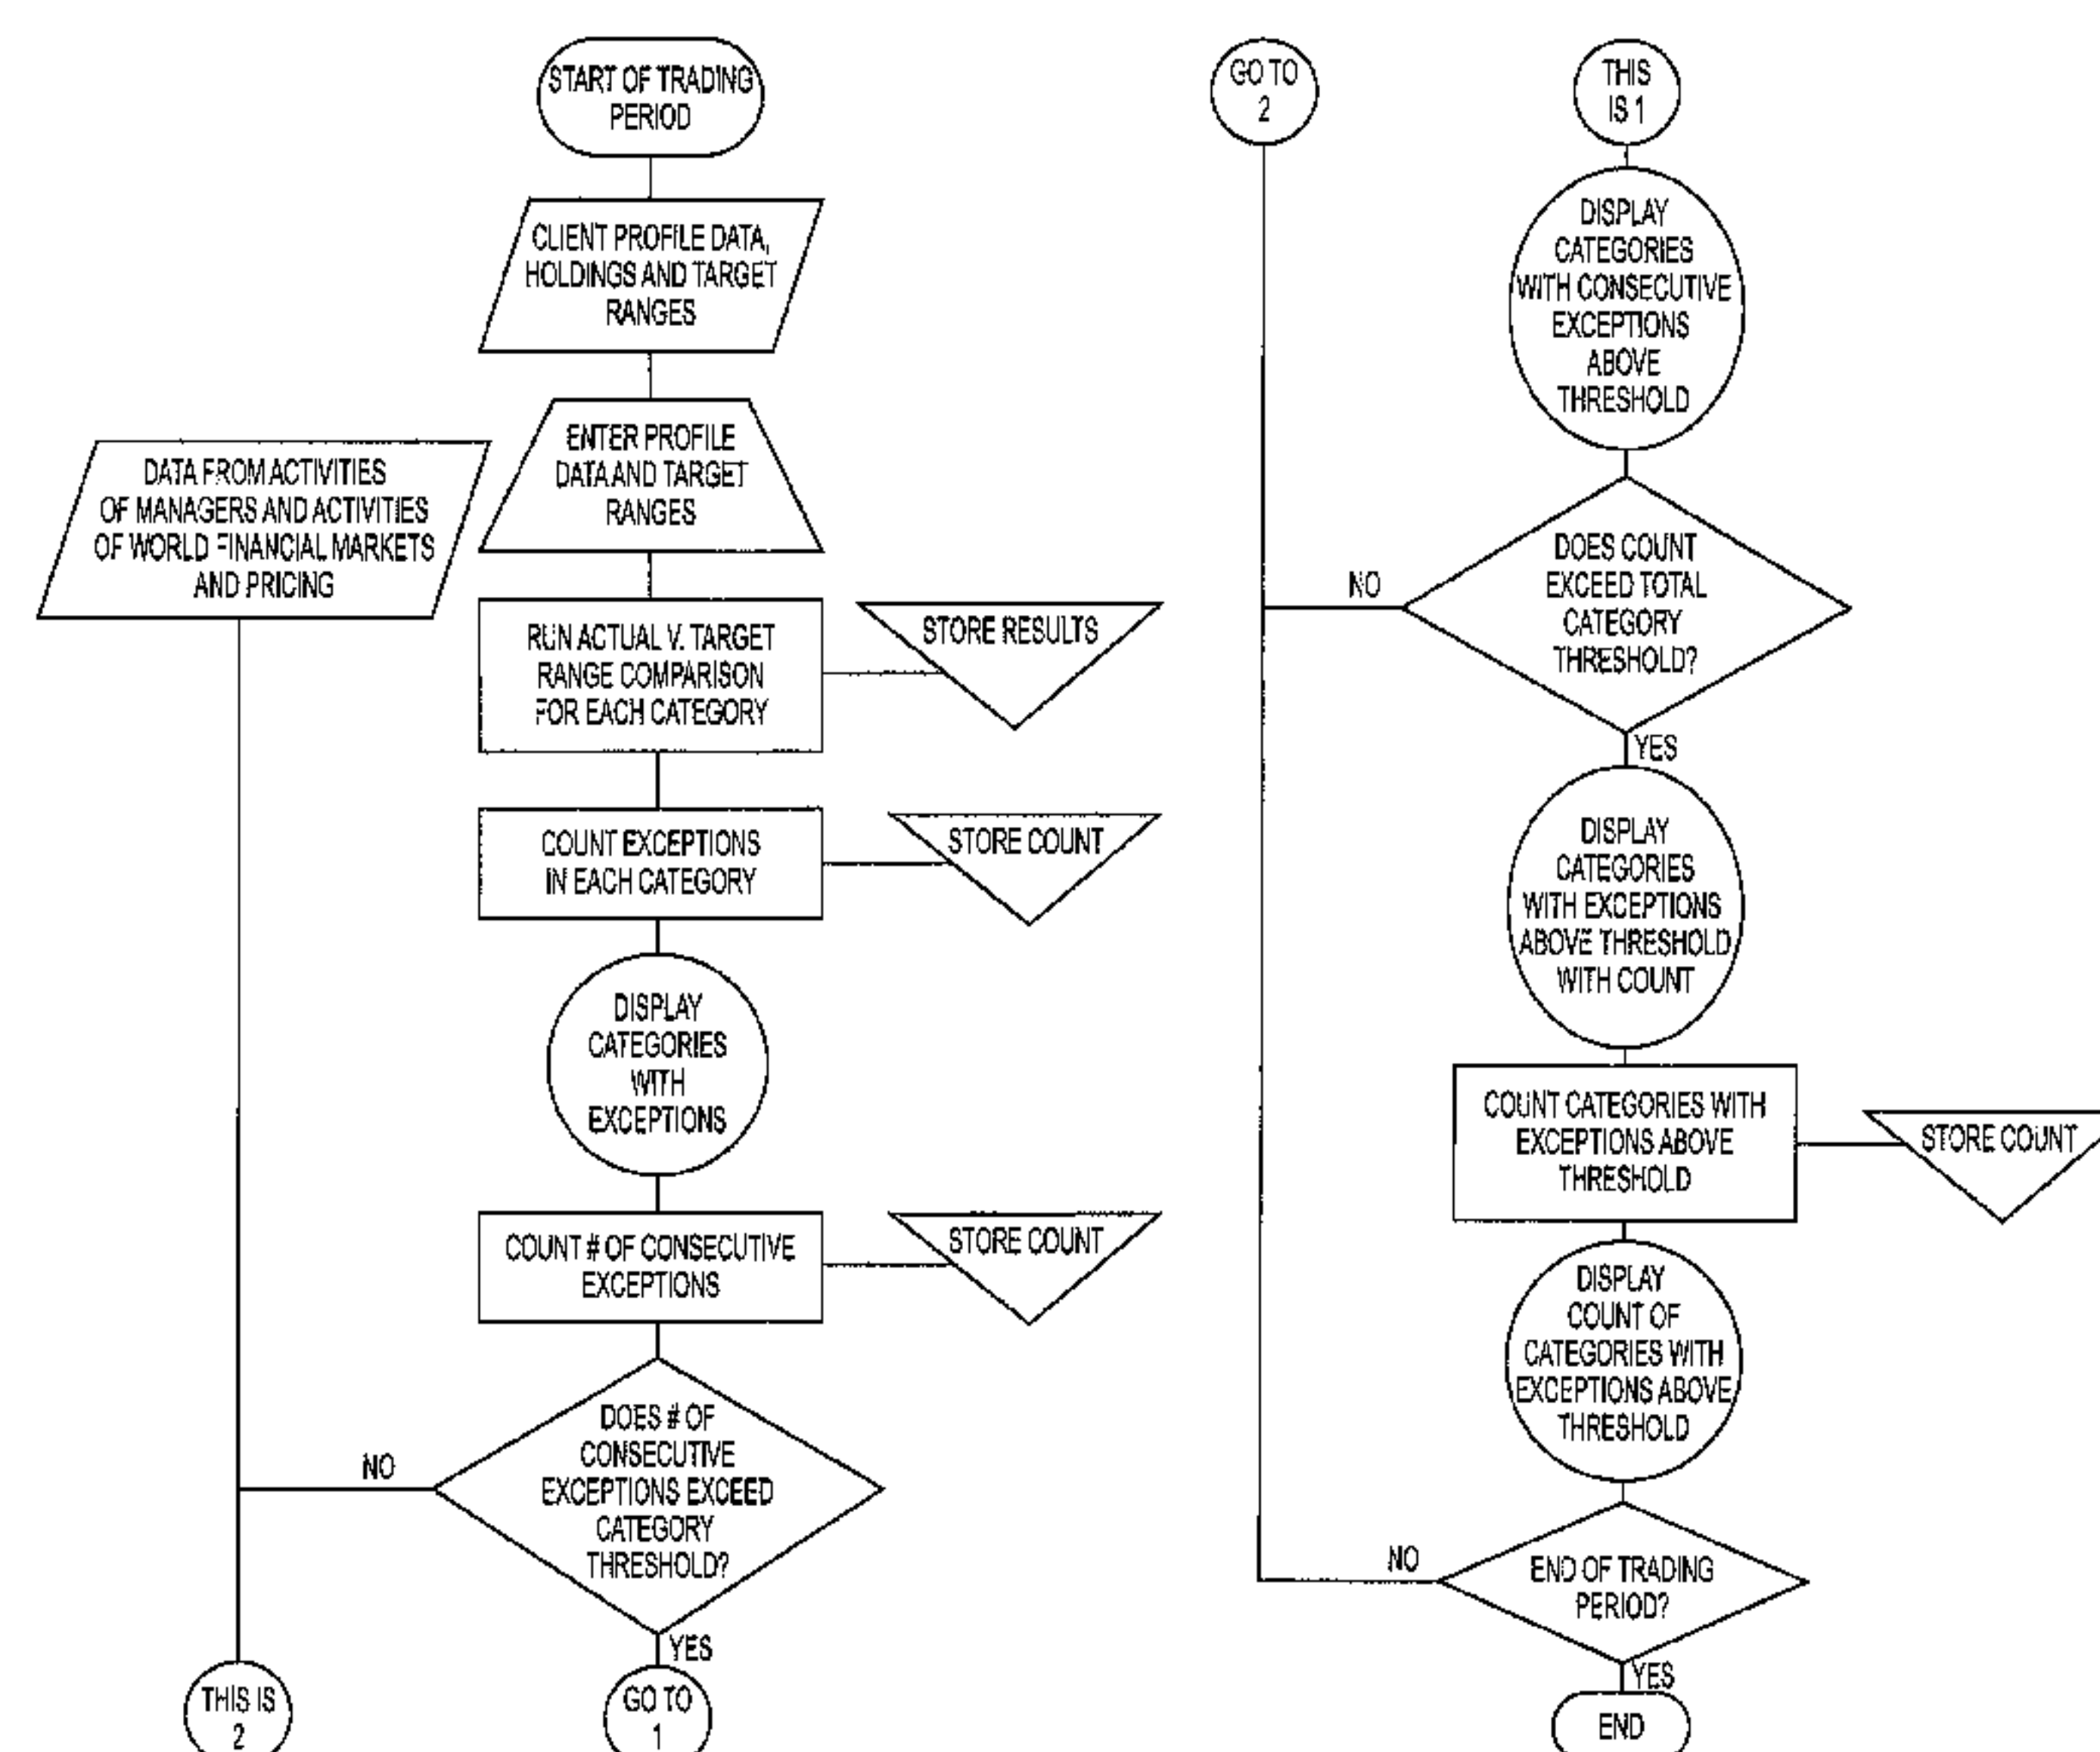 START OF TRADING
PERIOD
CLIENT PROFILE DATA,
HOLDINGS AND TARGET
RANGES
ENTER PROFILE
DATA AND TARGET
RANGES
DATA FROM ACTIVITIES
OF MANAGERS AND ACTIVITIES
OF WORLD FINANCIAL MARKETS
AND PRICING
RUN ACTUAL V. TARGET
RANGE COMPARISON
FOR EACH CATEGORY
STORE RESULTS
COUNT EXCEPTIONS
IN EACH CATEGORY
STORE COUNT
DISPLAY
CATEGORIES
WITH
EXCEPTIONS
COUNT # OF CONSECUTIVE
EXCEPTIONS
STORE COUNT
DOES # OF
CONSECUTIVE
EXCEPTIONS EXCEED
CATEGORY
THRESHOLD?
NO
YES
THIS IS
2
GO TO
1
GO TO
2
THIS
IS 1
DISPLAY
CATEGORIES
WITH CONSECUTIVE
EXCEPTIONS
ABOVE
THRESHOLD
DOES COUNT
EXCEED TOTAL
CATEGORY
THRESHOLD?
NO
YES
DISPLAY
CATEGORIES
WITH EXCEPTIONS
ABOVE THRESHOLD
WITH COUNT
COUNT CATEGORIES WITH
EXCEPTIONS ABOVE
THRESHOLD
STORE COUNT
DISPLAY
COUNT OF
CATEGORIES WITH
EXCEPTIONS ABOVE
THRESHOLD
END OF TRADING
PERIOD?
NO
YES
END